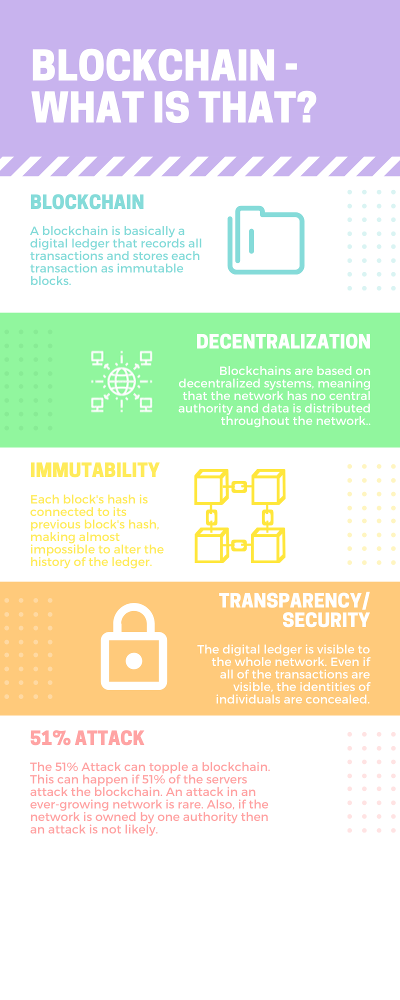 BLOCKCHAIN -
WHAT IS THAT?
BLOCKCHAIN
A blockchain is basically a
digital ledger that records all
transactions and stores each
transaction as immutable
blocks.
DECENTRALIZATION
Blockchains are based on
decentralized systems, meaning
that the network has no central
authority and data is distributed
throughout the network..
IMMUTABILITY
Each block's hash is
connected to its
previous block's hash,
making almost
impossible to alter the
history of the ledger.
TRANSPARENCY/
SECURITY
The digital ledger is visible to
the whole network. Even if
all of the transactions are
visible, the identities of
individuals are concealed.
51% ATTACK
The 51% Attack can topple a blockchain.
This can happen if 51% of the servers
attack the blockchain. An attack in an
ever-growing network is rare. Also, if the
network is owned by one authority then
an attack is not likely.